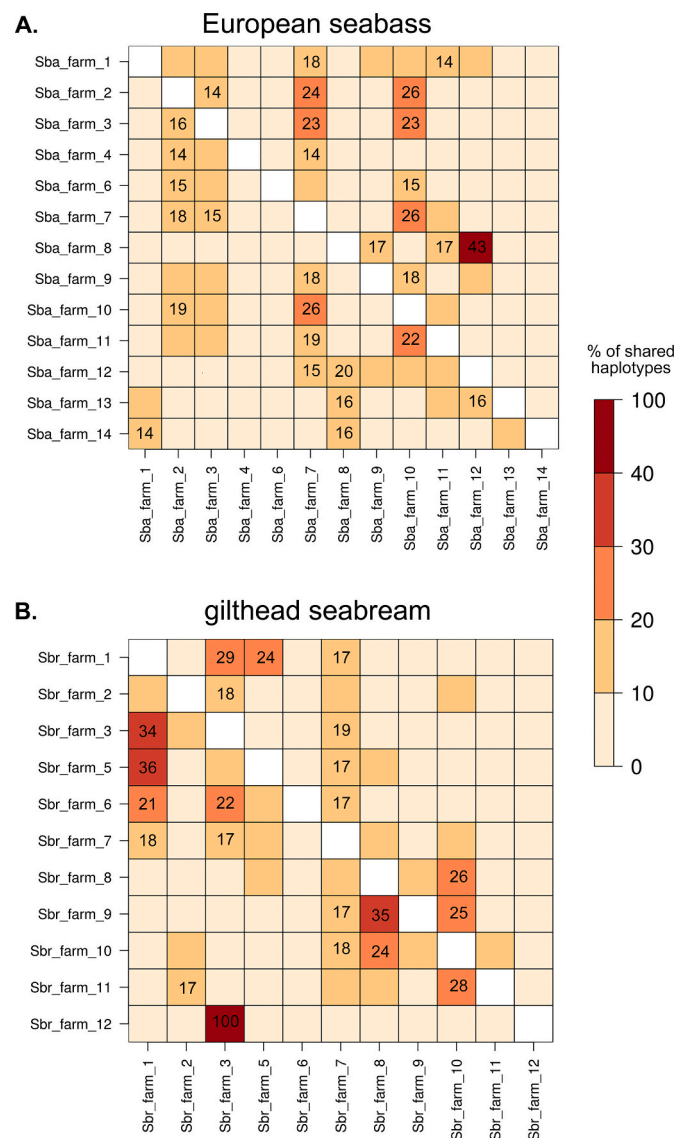 A. European seabass
Sba_farm_1 18 14
Sba_farm_2 14 24 26
Sba_farm_3 16 23 23
Sba_farm_4 14 14
Sba_farm_6 15 15
Sba_farm_7 18 15 26
Sba_farm_8 17 17 43
Sba_farm_9 18 18
Sba_farm_10 19 26
Sba_farm_11 19 22
Sba_farm_12 15 20
Sba_farm_13 16 16
Sba_farm_14 14 16
Sba_farm_1 Sba_farm_2 Sba_farm_3 Sba_farm_4 Sba_farm_6 Sba_farm_7 Sba_farm_8 Sba_farm_9 Sba_farm_10 Sba_farm_11 Sba_farm_12 Sba_farm_13 Sba_farm_14
% of shared
haplotypes
100
40
30
20
10
0
B. gilthead seabream
Sbr_farm_1 29 24 17
Sbr_farm_2 18
Sbr_farm_3 34 19
Sbr_farm_5 36 17
Sbr_farm_6 21 22 17
Sbr_farm_7 18 17
Sbr_farm_8 26
Sbr_farm_9 17 35 25
Sbr_farm_10 18 24
Sbr_farm_11 17 28
Sbr_farm_12 100
Sbr_farm_1 Sbr_farm_2 Sbr_farm_3 Sbr_farm_5 Sbr_farm_6 Sbr_farm_7 Sbr_farm_8 Sbr_farm_9 Sbr_farm_10 Sbr_farm_11 Sbr_farm_12